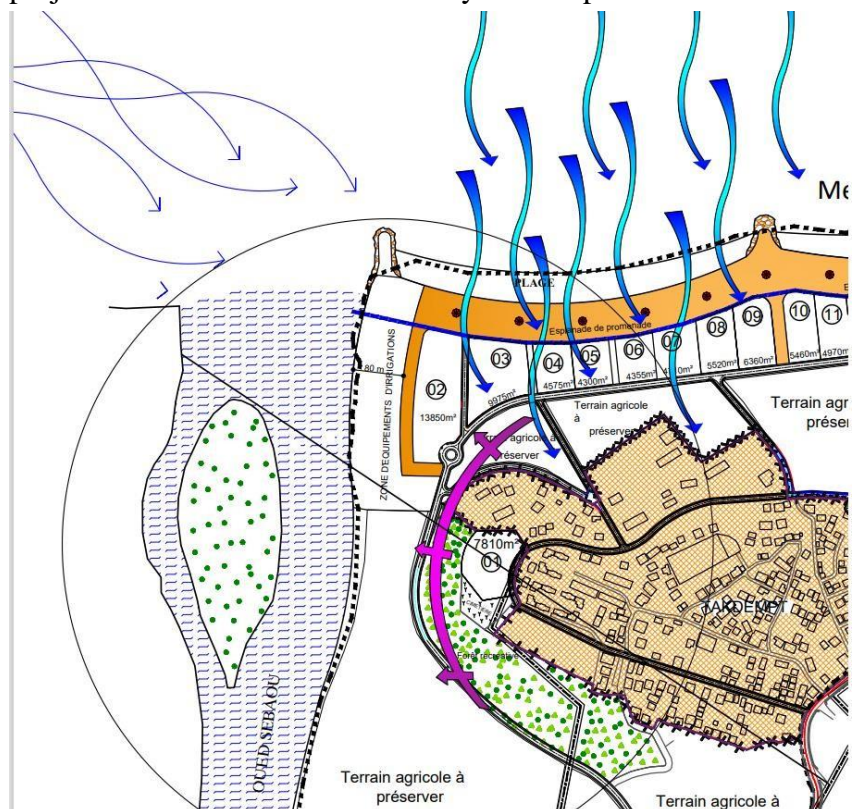 Me
PLAGE
Esplanade de promenade
E
80 m
ZONE D'EQUIPEMENTS D'IRRIGATIONS
02
13850m²
03
9975m²
04
4575m²
05
4300m²
06
4355m²
07
08
5520m²
09
6360m²
10
5460m²
11
4970m
Terrain agricole
à
préserver
Terrain agr
préser
agricole à
préserver
7810m²
01
TAKDEMPT
Forêt récréative
OUED SEBAOU
Terrain agricole à
préserver
Terrain agricole à